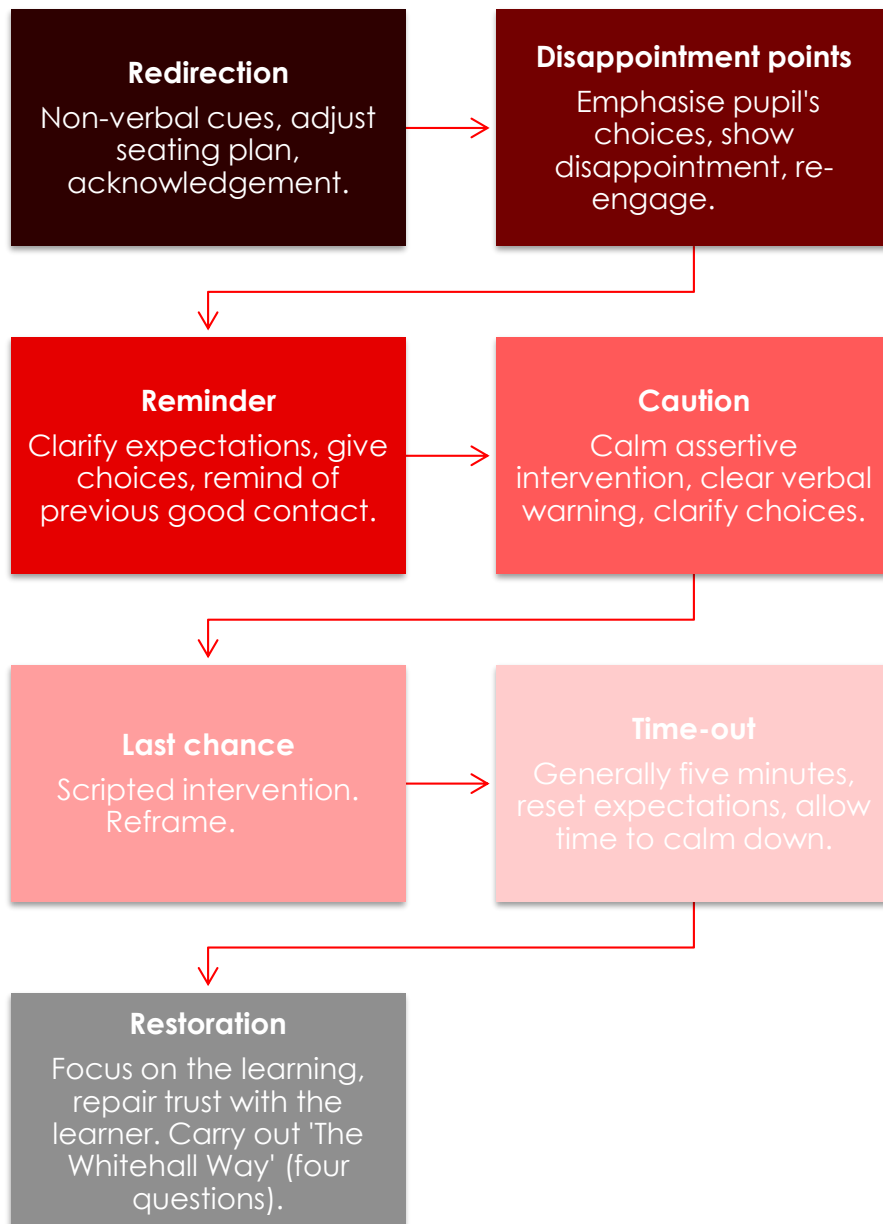 Redirection
Non-verbal cues, adjust
seating plan,
acknowledgement.
Disappointment points
Emphasise pupil's
choices, show
disappointment, re-
engage.
Reminder
Clarify expectations, give
choices, remind of
previous good contact.
Caution
Calm assertive
intervention, clear verbal
warning, clarify choices.
Last chance
Scripted intervention.
Reframe.
Time-out
Generally five minutes,
reset expectations, allow
time to calm down.
Restoration
Focus on the learning,
repair trust with the
learner. Carry out 'The
Whitehall Way' (four
questions).